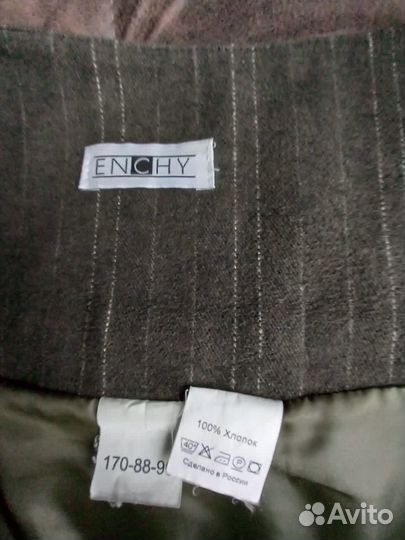 ENCHY
170-88-9
100% Хлопок
40°
Сделано в России
Avito